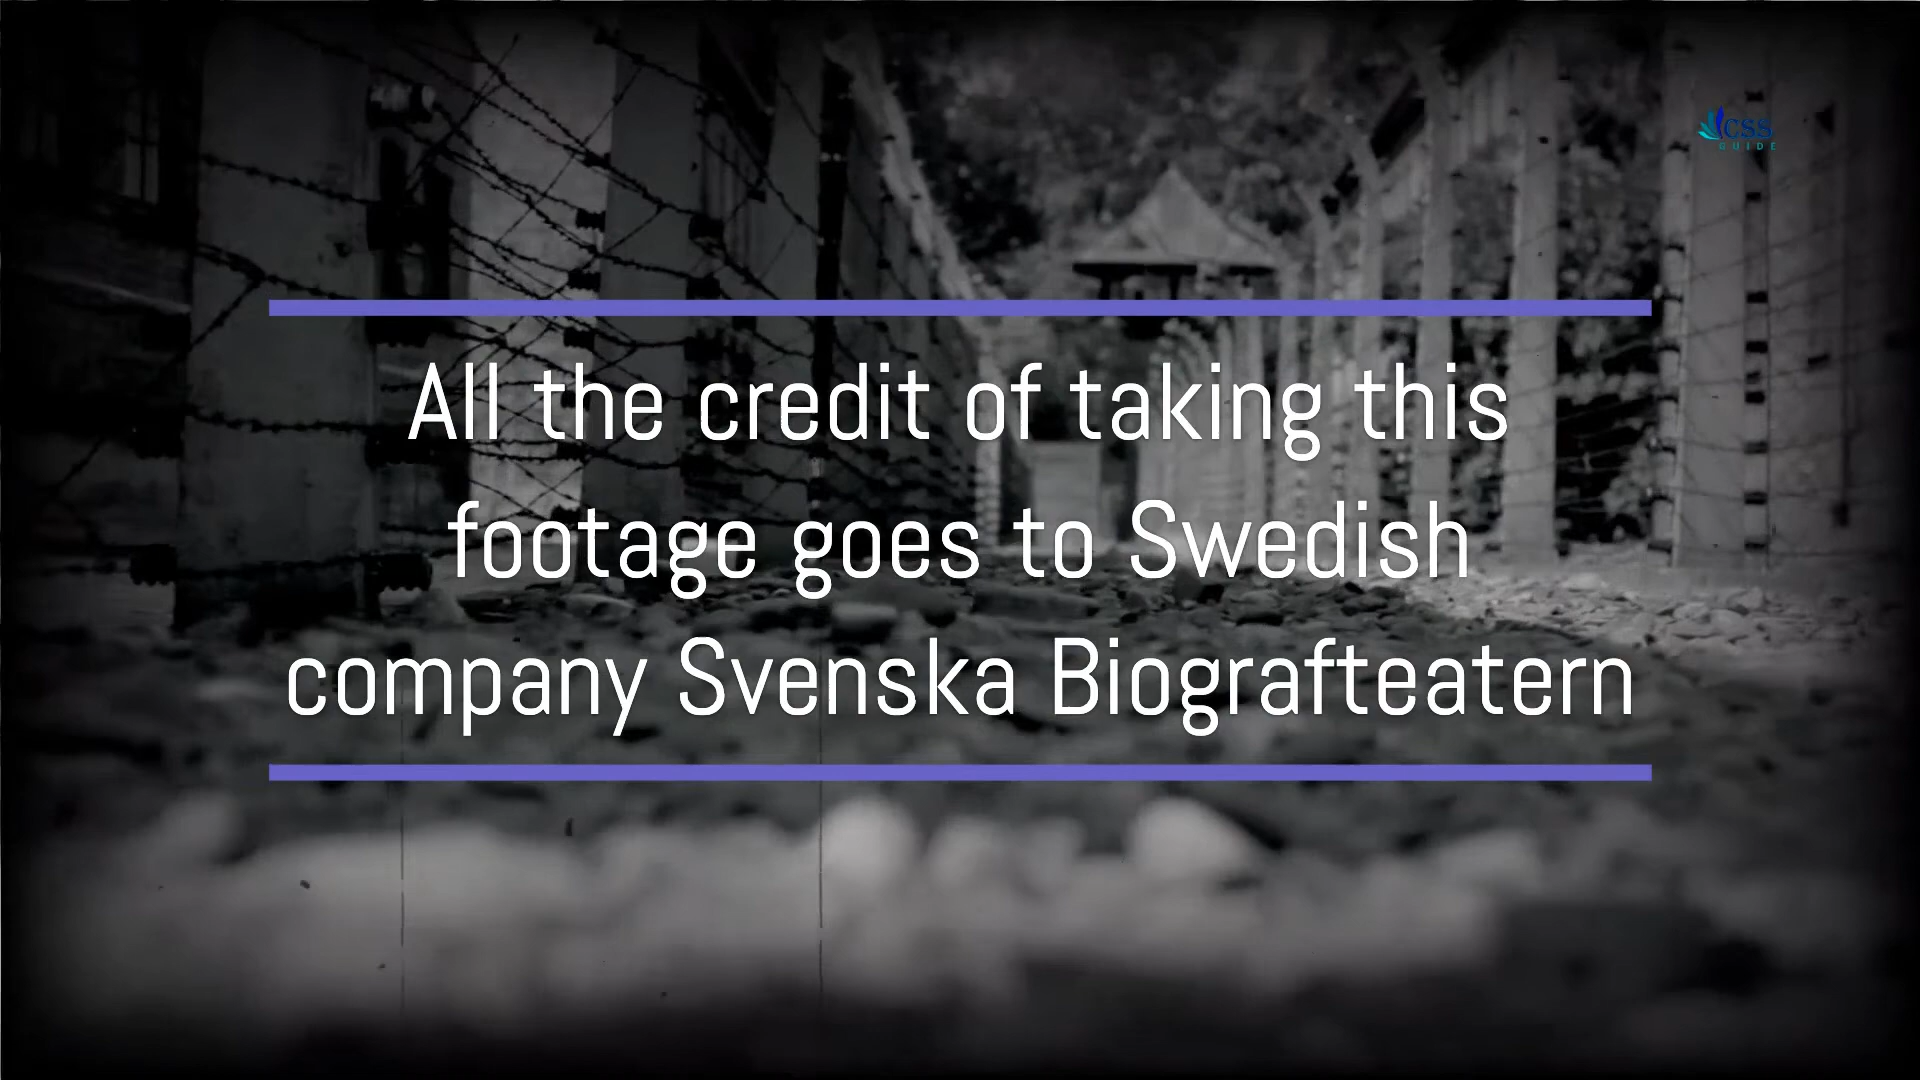 CSS
GUIDE
All the credit of taking this
footage goes to Swedish
company Svenska Biografteatern